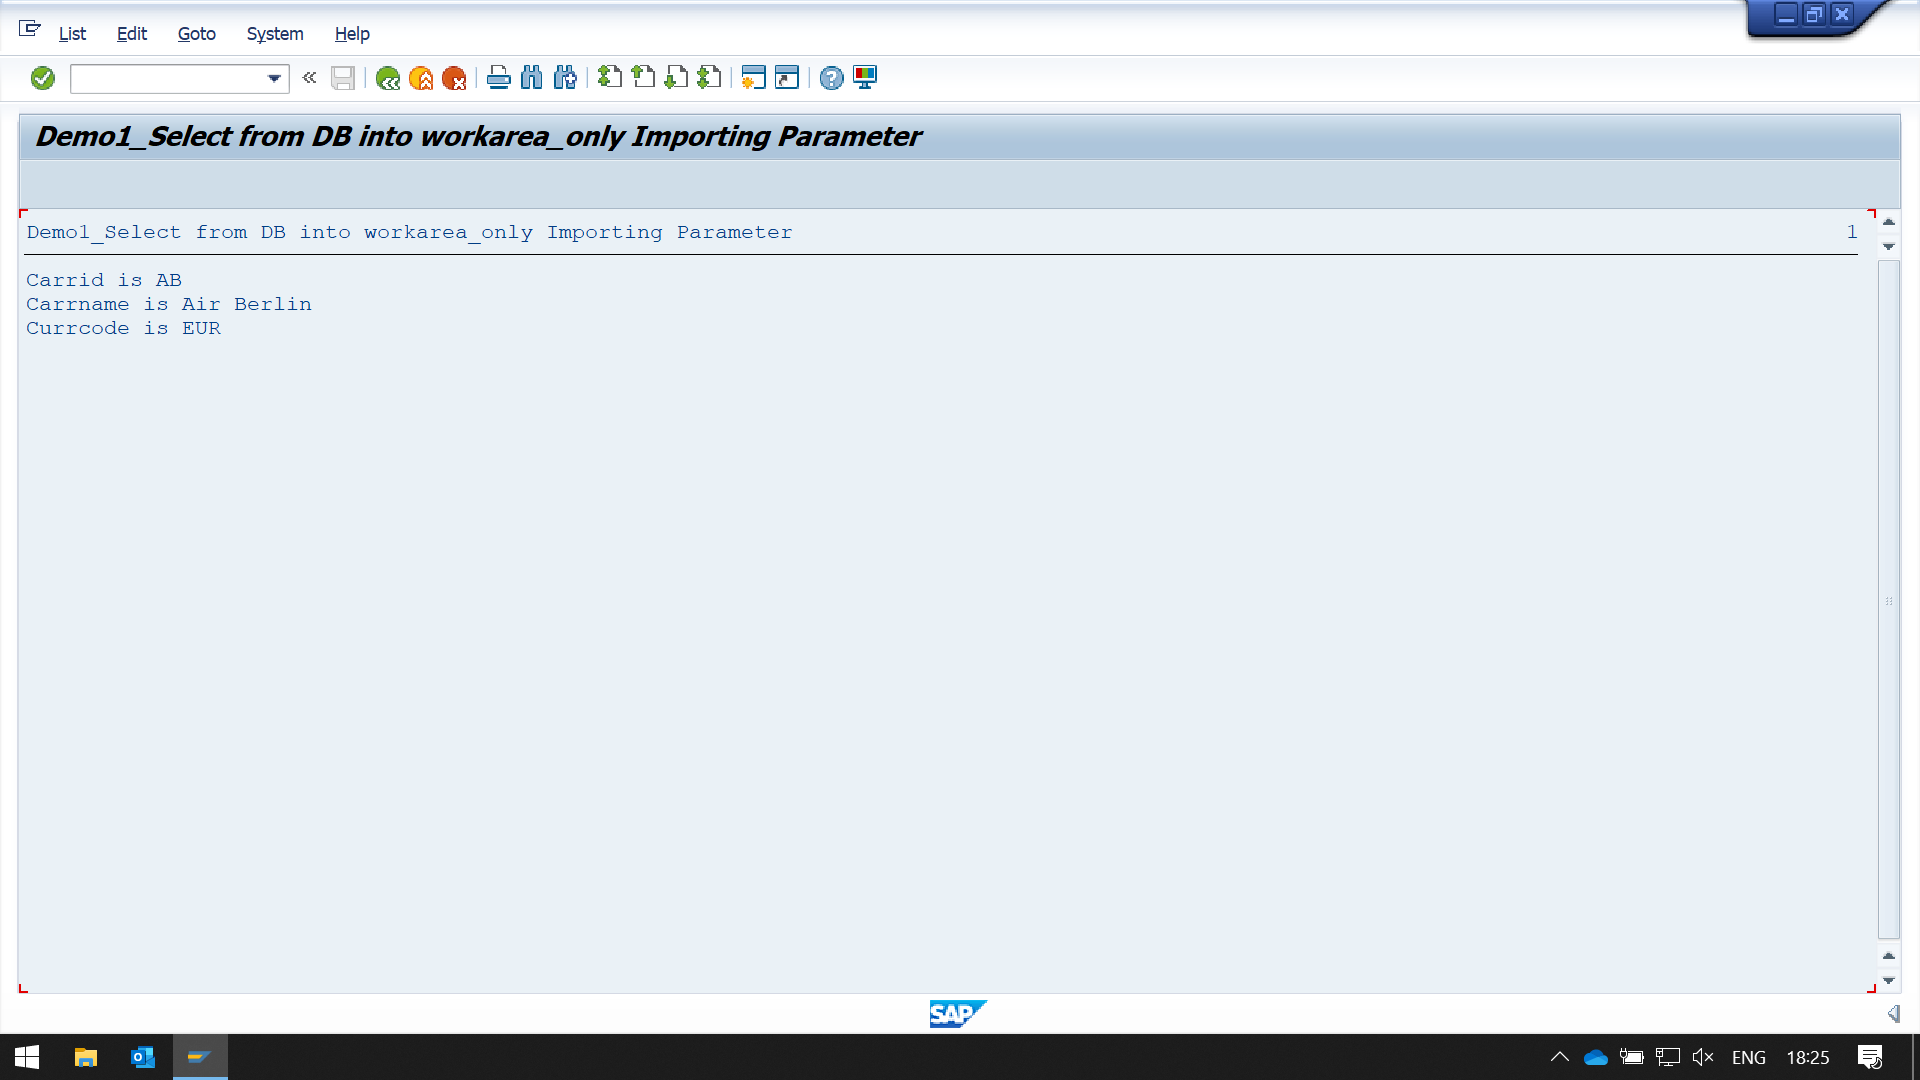 List Edit Goto System Help
Demo1_Select from DB into workarea_only Importing Parameter
Demo1_Select from DB into workarea_only Importing Parameter 1
Carrid is AB
Carrname is Air Berlin
Currcode is EUR
SAP
ENG 18:25